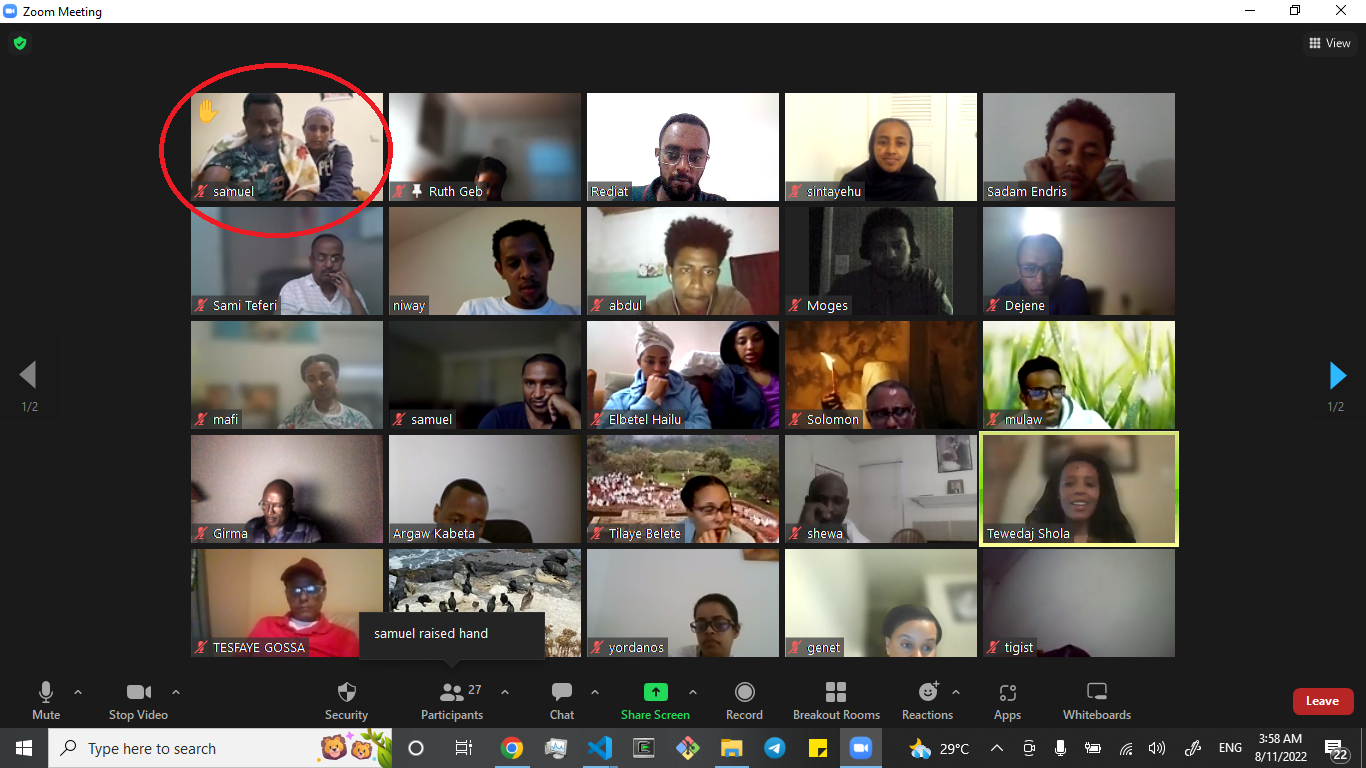 Zoom Meeting
View
samuel
Ruth Geb
Rediat
sintayehu
Sadam Endris
Sami Teferi
niway
abdul
Moges
Dejene
mafi
samuel
Elbetel Hailu
Solomon
mulaw
1/2
1/2
Girma
Argaw Kabeta
Tilaye Belete
shewa
Tewedaj Shola
TESFAYE GOSSA
samuel raised hand
yordanos
genet
tigist
27
Mute
Stop Video
Security
Participants
Chat
Share Screen
Record
Breakout Rooms
Reactions
Apps
Whiteboards
Leave
Type here to search
29°C
ENG
3:58 AM
8/11/2022
22